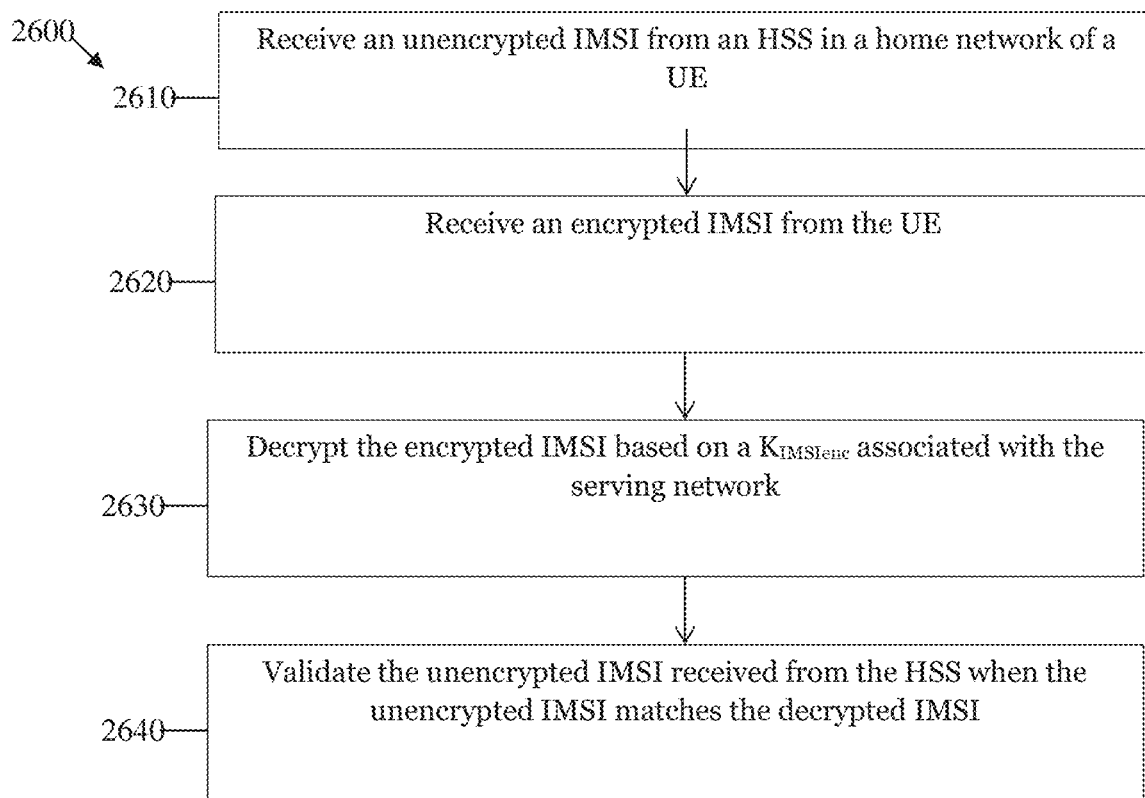 2600
Receive an unencrypted IMSI from an HSS in a home network of a
UE
2610
Receive an encrypted IMSI from the UE
2620
Decrypt the encrypted IMSI based on a KIMSIenc associated with the
serving network
2630
Validate the unencrypted IMSI received from the HSS when the
unencrypted IMSI matches the decrypted IMSI
2640